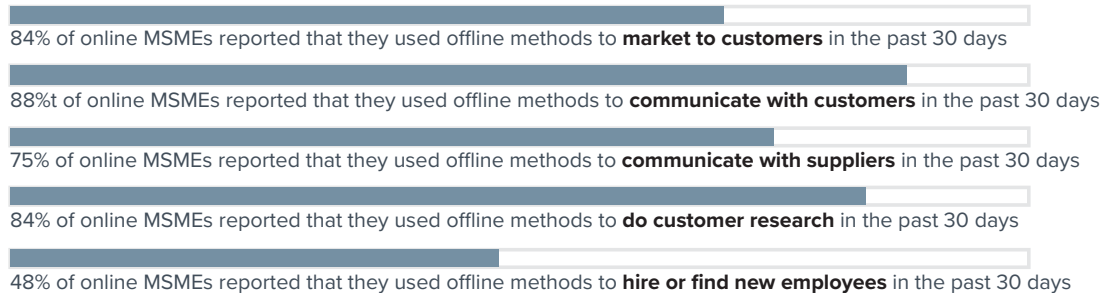 84% of online MSMEs reported that they used offline methods to market to customers in the past 30 days
88%t of online MSMEs reported that they used offline methods to communicate with customers in the past 30 days
75% of online MSMEs reported that they used offline methods to communicate with suppliers in the past 30 days
84% of online MSMEs reported that they used offline methods to do customer research in the past 30 days
48% of online MSMEs reported that they used offline methods to hire or find new employees in the past 30 days